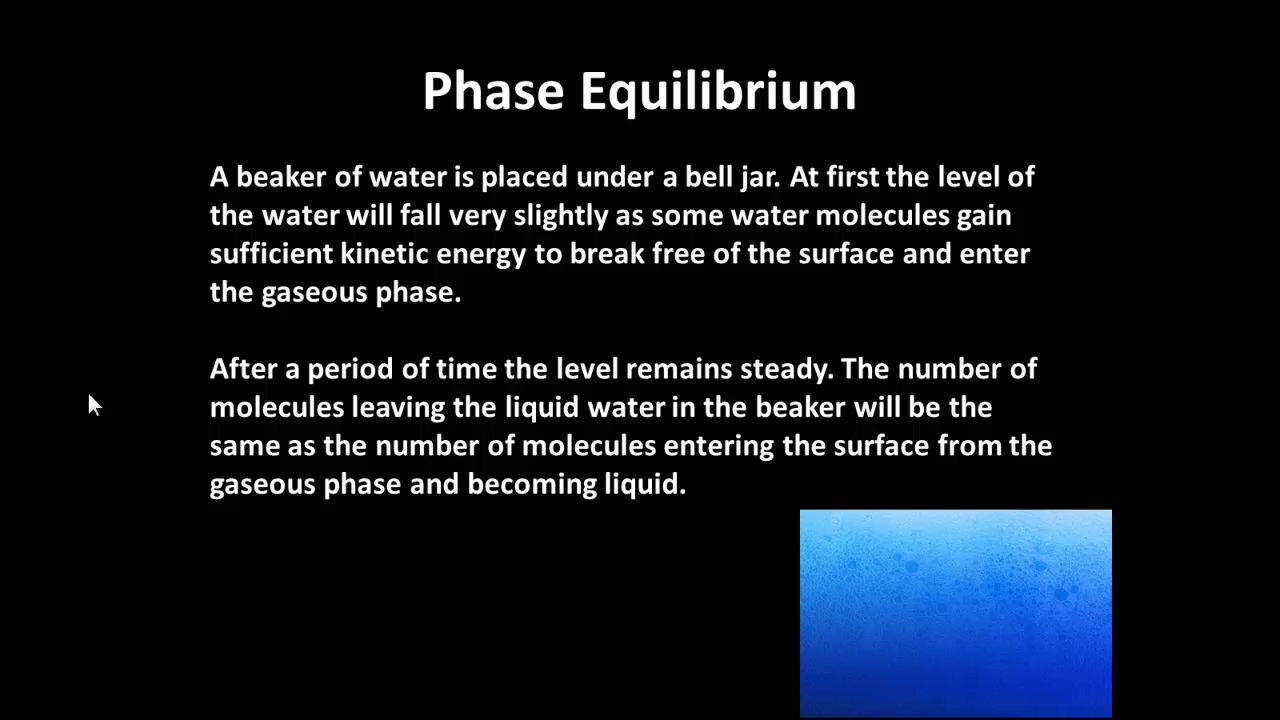 Phase Equilibrium
A beaker of water is placed under a bell jar. At first the level of
the water will fall very slightly as some water molecules gain
sufficient kinetic energy to break free of the surface and enter
the gaseous phase.
After a period of time the level remains steady. The number of
molecules leaving the liquid water in the beaker will be the
same as the number of molecules entering the surface from the
gaseous phase and becoming liquid.